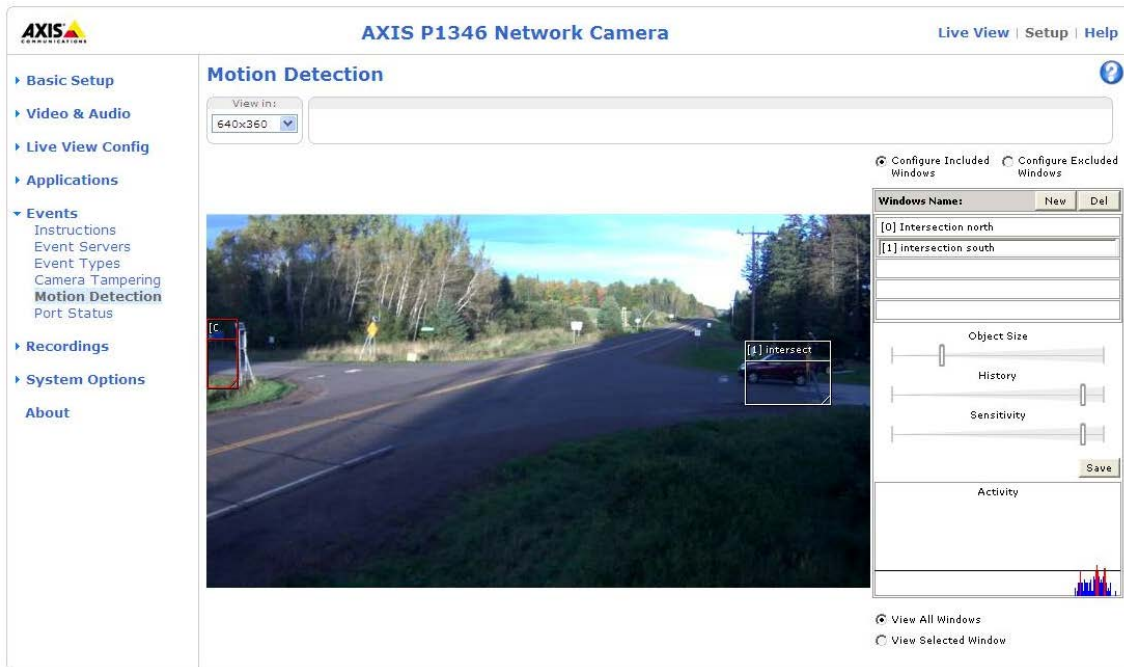 AXIS
COMMUNICATIONS
AXIS P1346 Network Camera
Live View | Setup | Help
Basic Setup
Video & Audio
Live View Config
Applications
Events
Instructions
Event Servers
Event Types
Camera Tampering
Motion Detection
Port Status
Recordings
System Options
About
Motion Detection
View in:
640x360
Configure Included Windows
Configure Excluded Windows
Windows Name:
New
Del
[0] Intersection north
[1] intersection south
[C
[1] intersect
Object Size
History
Sensitivity
Save
Activity
View All Windows
View Selected Window